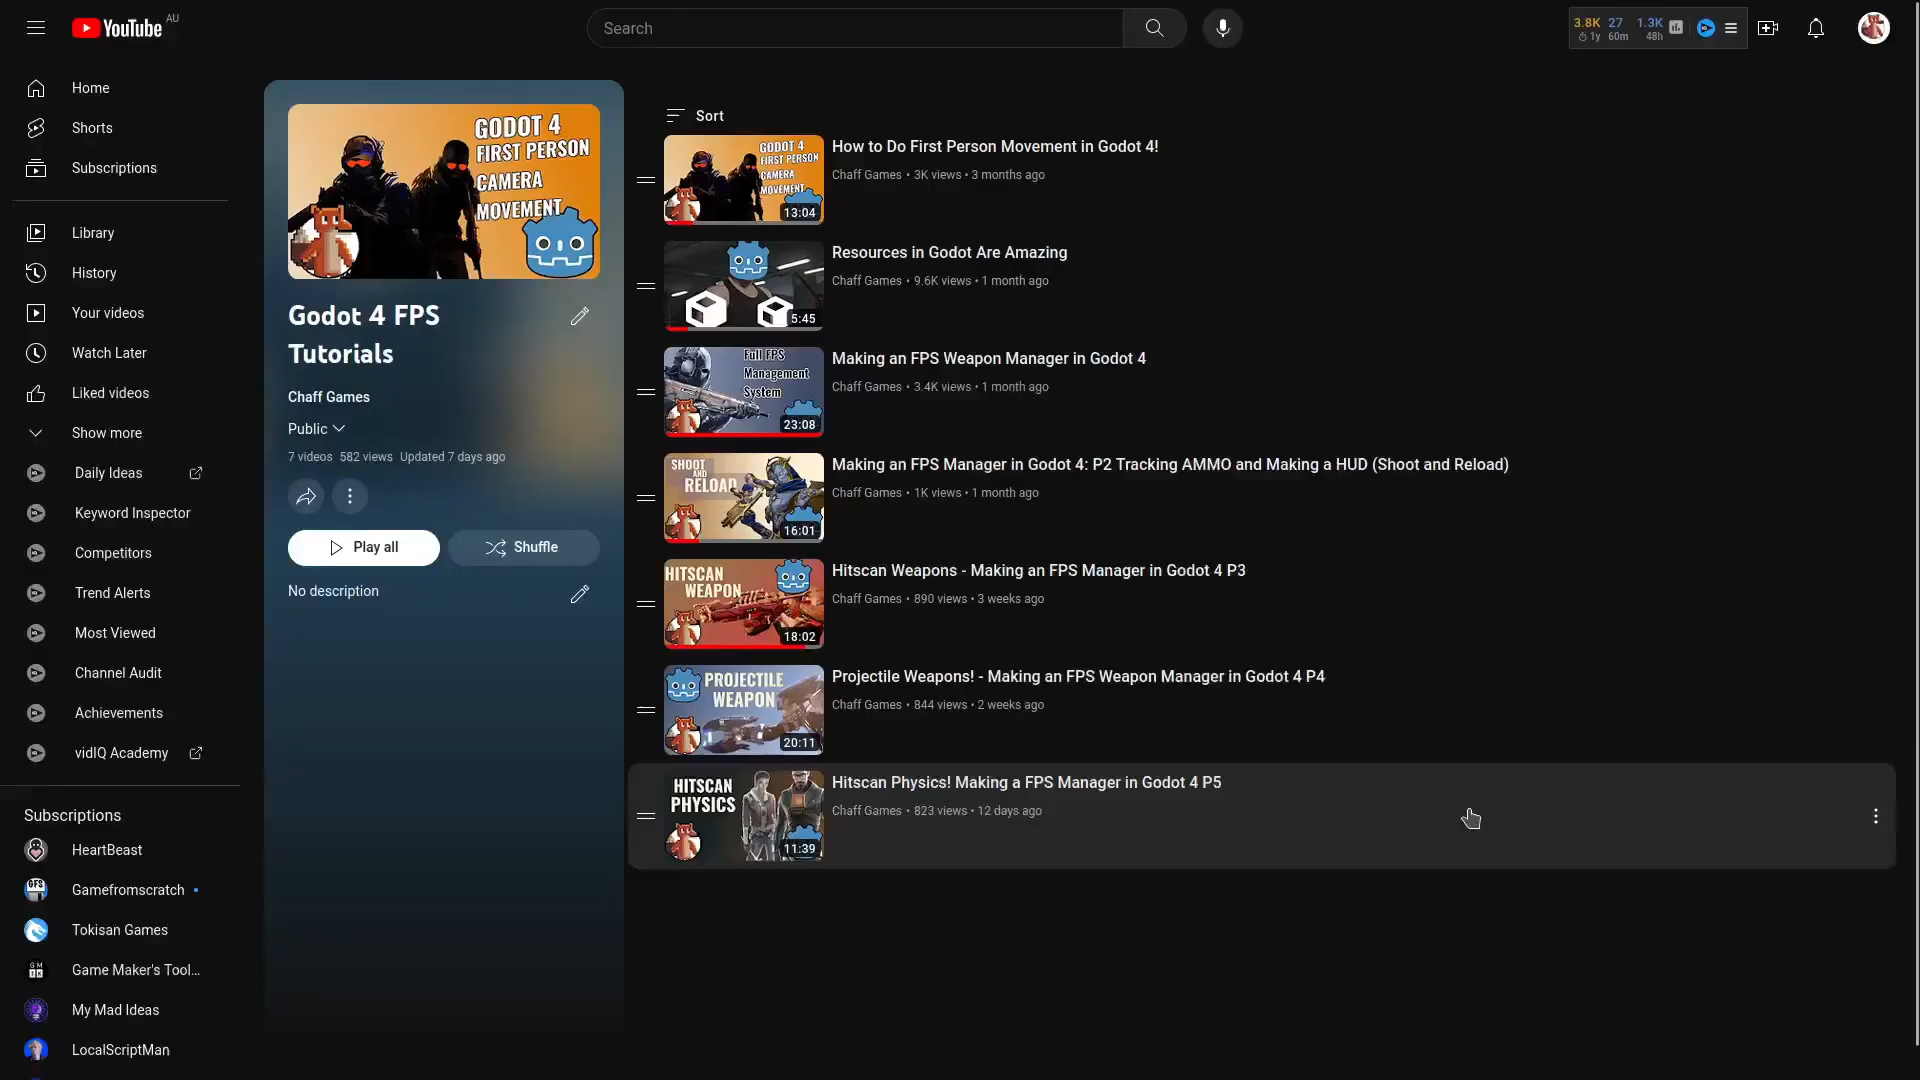 YouTube AU
Search
3.8K 27 1.3K
1y 60m 48h
Home
Shorts
Subscriptions
Library
History
Your videos
Watch Later
Liked videos
Show more
Daily Ideas
Keyword Inspector
Competitors
Trend Alerts
Most Viewed
Channel Audit
Achievements
vidIQ Academy
Subscriptions
HeartBeast
GFS
Gamefromscratch
Tokisan Games
GM
TK
Game Maker's Tool...
My Mad Ideas
LocalScriptMan
GODOT 4
FIRST PERSON
CAMERA
MOVEMENT
Godot 4 FPS
Tutorials
Chaff Games
Public
7 videos 582 views Updated 7 days ago
Play all
Shuffle
No description
Sort
GODOT 4
FIRST PERSON
CAMERA
MOVEMENT
13:04
How to Do First Person Movement in Godot 4!
Chaff Games • 3K views • 3 months ago
5:45
Resources in Godot Are Amazing
Chaff Games • 9.6K views • 1 month ago
Full FPS
Management
System
23:08
Making an FPS Weapon Manager in Godot 4
Chaff Games • 3.4K views • 1 month ago
SHOOT
AND
RELOAD
16:01
Making an FPS Manager in Godot 4: P2 Tracking AMMO and Making a HUD (Shoot and Reload)
Chaff Games • 1K views • 1 month ago
HITSCAN
WEAPON
18:02
Hitscan Weapons - Making an FPS Manager in Godot 4 P3
Chaff Games • 890 views • 3 weeks ago
PROJECTILE
WEAPON
20:11
Projectile Weapons! - Making an FPS Weapon Manager in Godot 4 P4
Chaff Games • 844 views • 2 weeks ago
HITSCAN
PHYSICS
11:39
Hitscan Physics! Making a FPS Manager in Godot 4 P5
Chaff Games • 823 views • 12 days ago